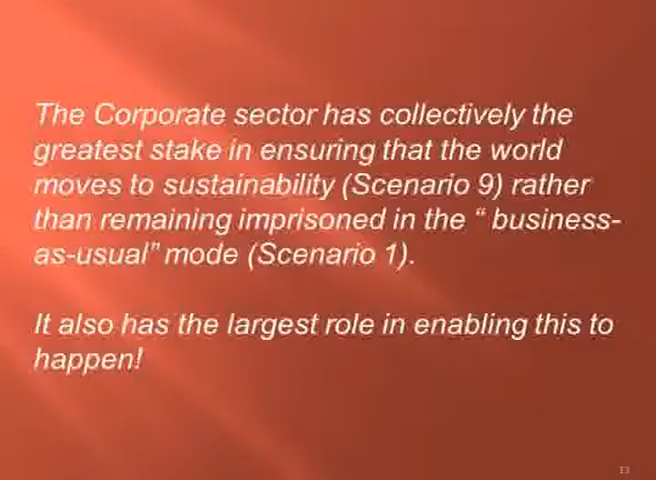 The Corporate sector has collectively the
greatest stake in ensuring that the world
moves to sustainability (Scenario 9) rather
than remaining imprisoned in the “ business-
as-usual” mode (Scenario 1).
It also has the largest role in enabling this to
happen!
13